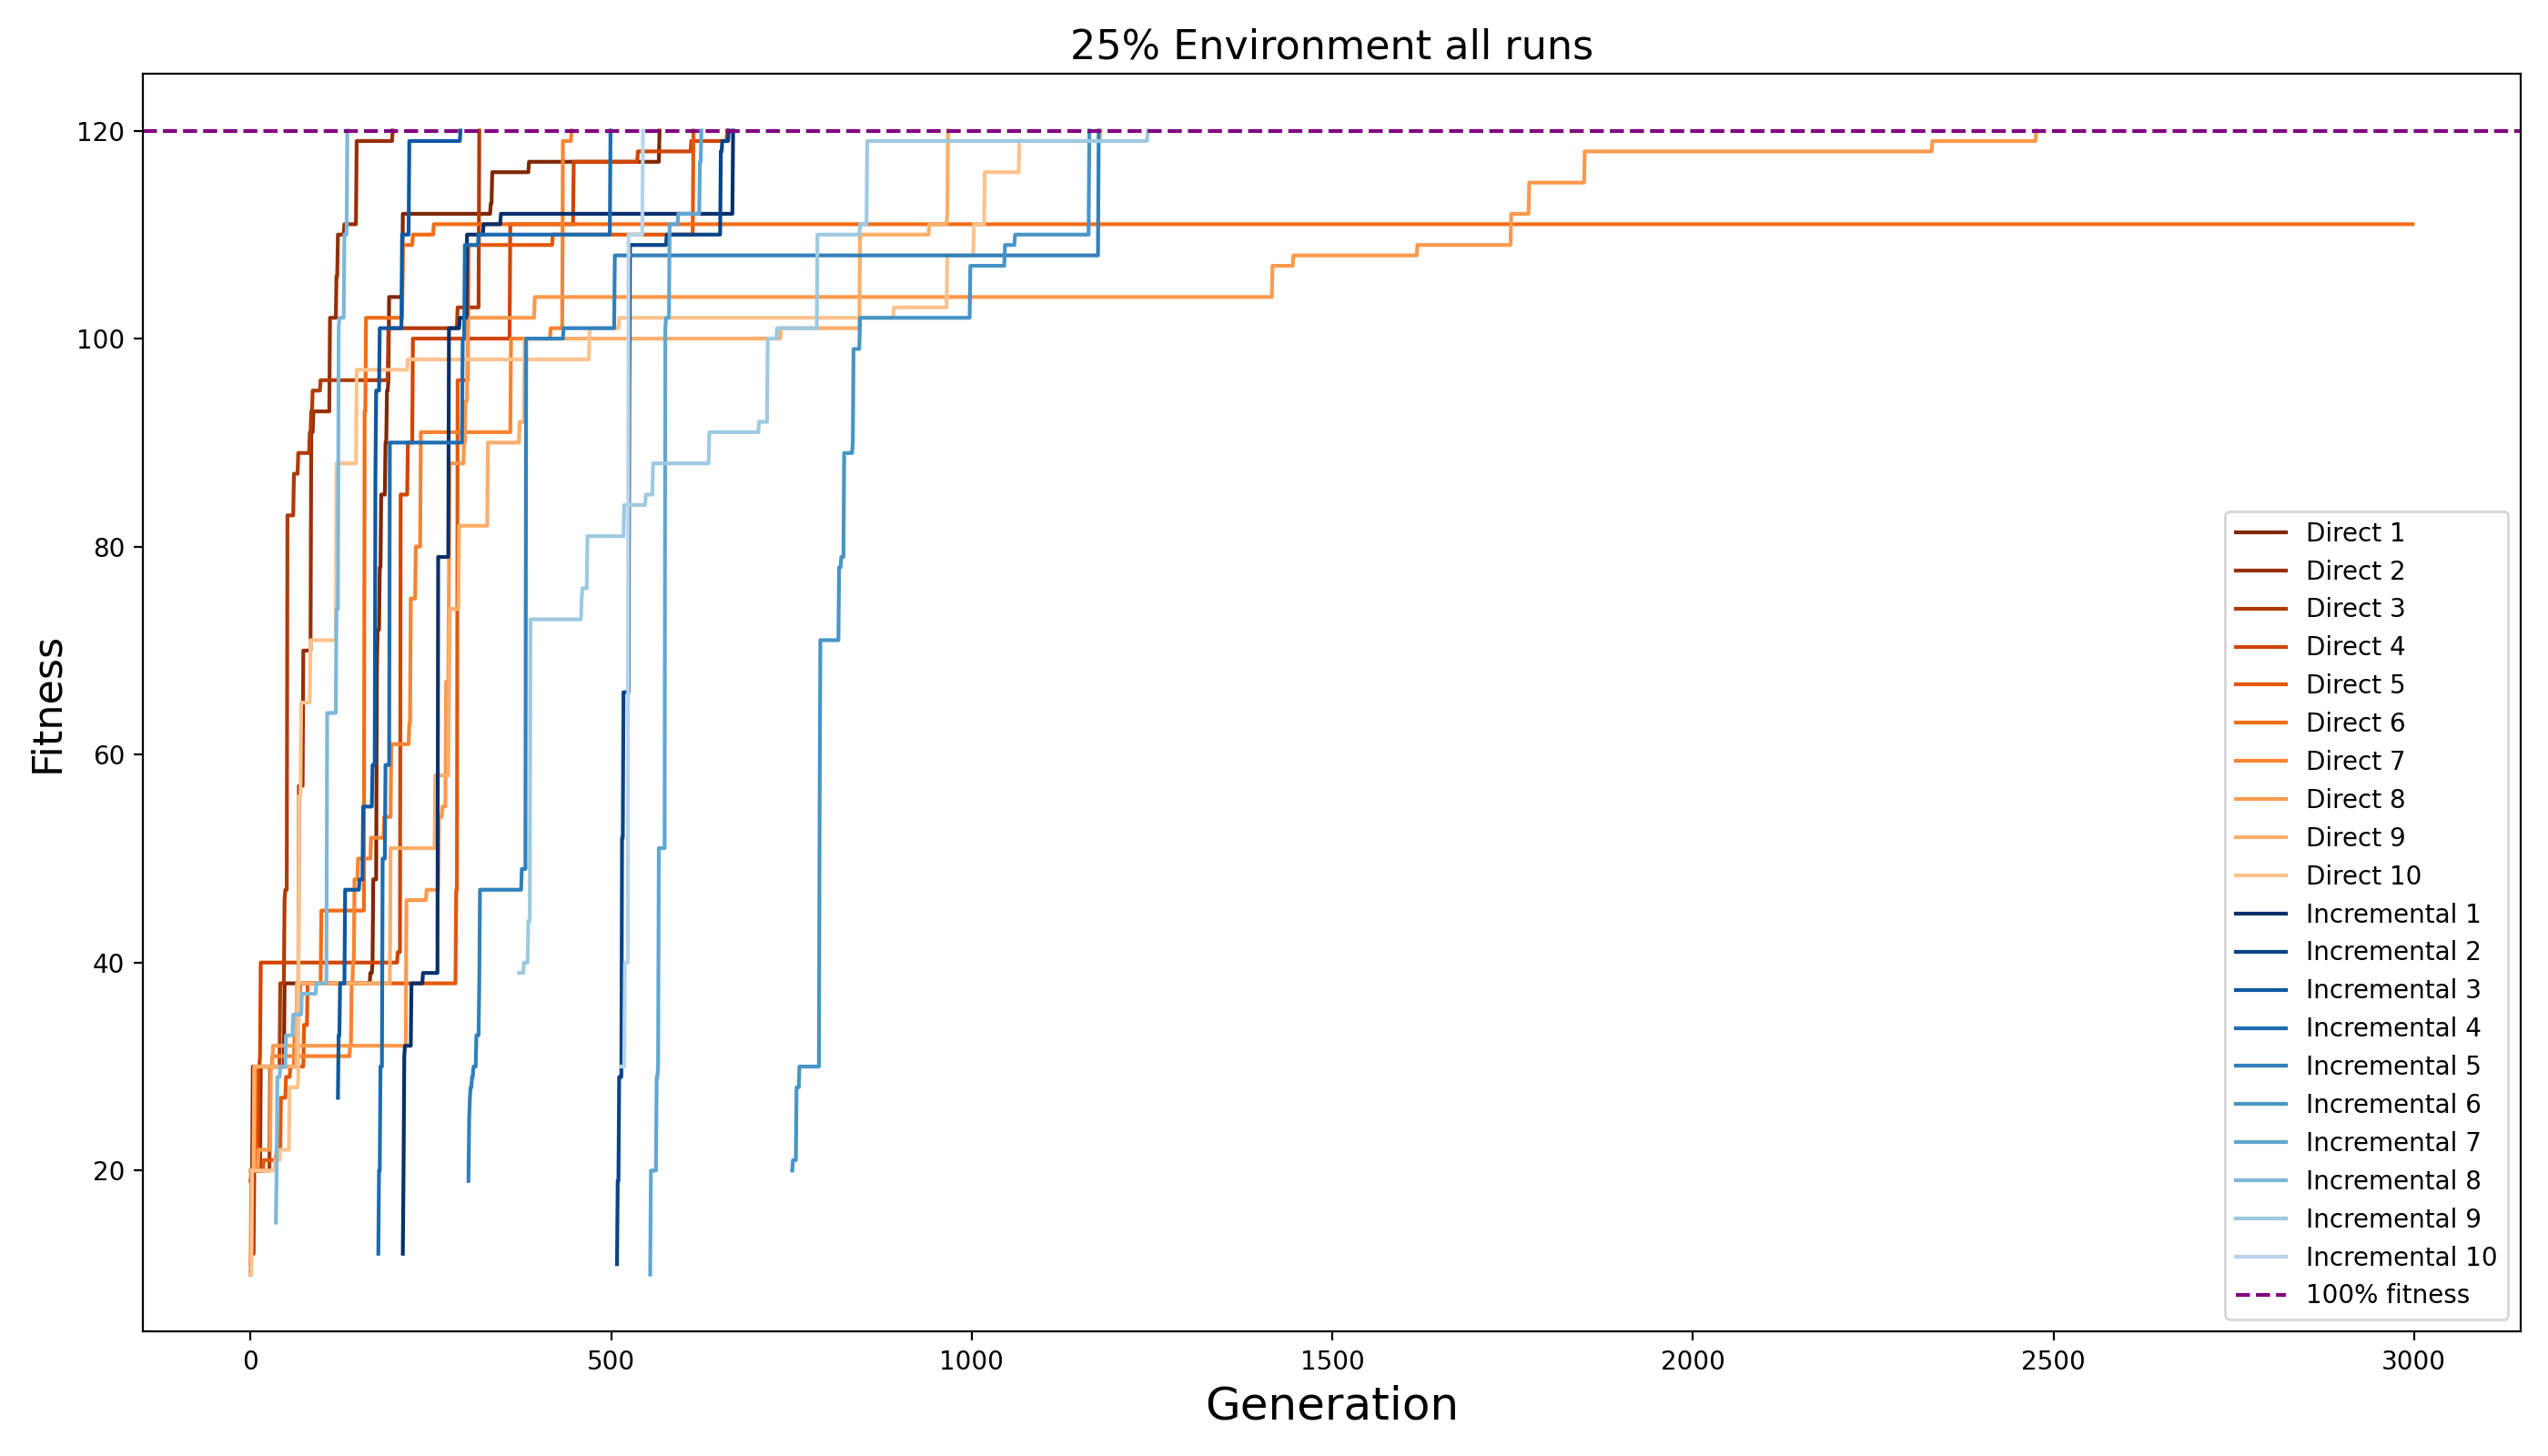 25% Environment all runs
120
100
80
60
40
20
Fitness
0
500
1000
1500
2000
2500
3000
Generation
Direct 1
Direct 2
Direct 3
Direct 4
Direct 5
Direct 6
Direct 7
Direct 8
Direct 9
Direct 10
Incremental 1
Incremental 2
Incremental 3
Incremental 4
Incremental 5
Incremental 6
Incremental 7
Incremental 8
Incremental 9
Incremental 10
100% fitness